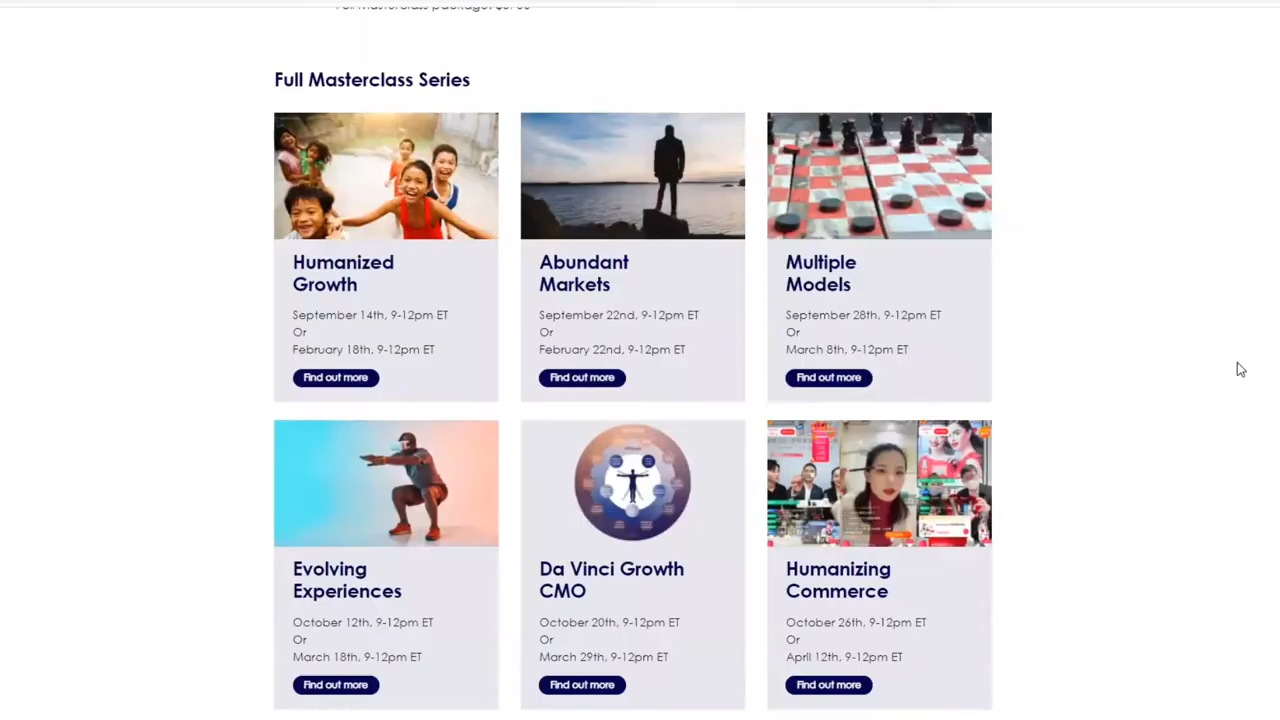 Full Masterclass Series
Humanized
Growth
September 14th, 9-12pm ET
Or
February 18th, 9-12pm ET
Find out more
Abundant
Markets
September 22nd, 9-12pm ET
Or
February 22nd, 9-12pm ET
Find out more
Multiple
Models
September 28th, 9-12pm ET
Or
March 8th, 9-12pm ET
Find out more
Evolving
Experiences
October 12th, 9-12pm ET
Or
March 18th, 9-12pm ET
Find out more
Da Vinci Growth
CMO
October 20th, 9-12pm ET
Or
March 29th, 9-12pm ET
Find out more
Humanizing
Commerce
October 26th, 9-12pm ET
Or
April 12th, 9-12pm ET
Find out more